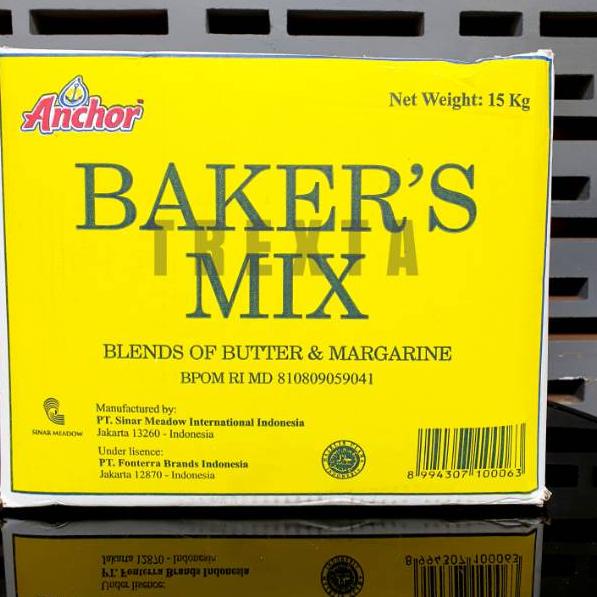 Anchor
Net Weight: 15 Kg
BAKER'S
TREXIA
MIX
BLENDS OF BUTTER & MARGARINE
BPOM RI MD 810809059041
SINAR MEADOW
Manufactured by:
PT. Sinar Meadow International Indonesia
Jakarta 13260 - Indonesia
Under lisence:
PT. Fonterra Brands Indonesia
Jakarta 12870 - Indonesia
8 994307 100063